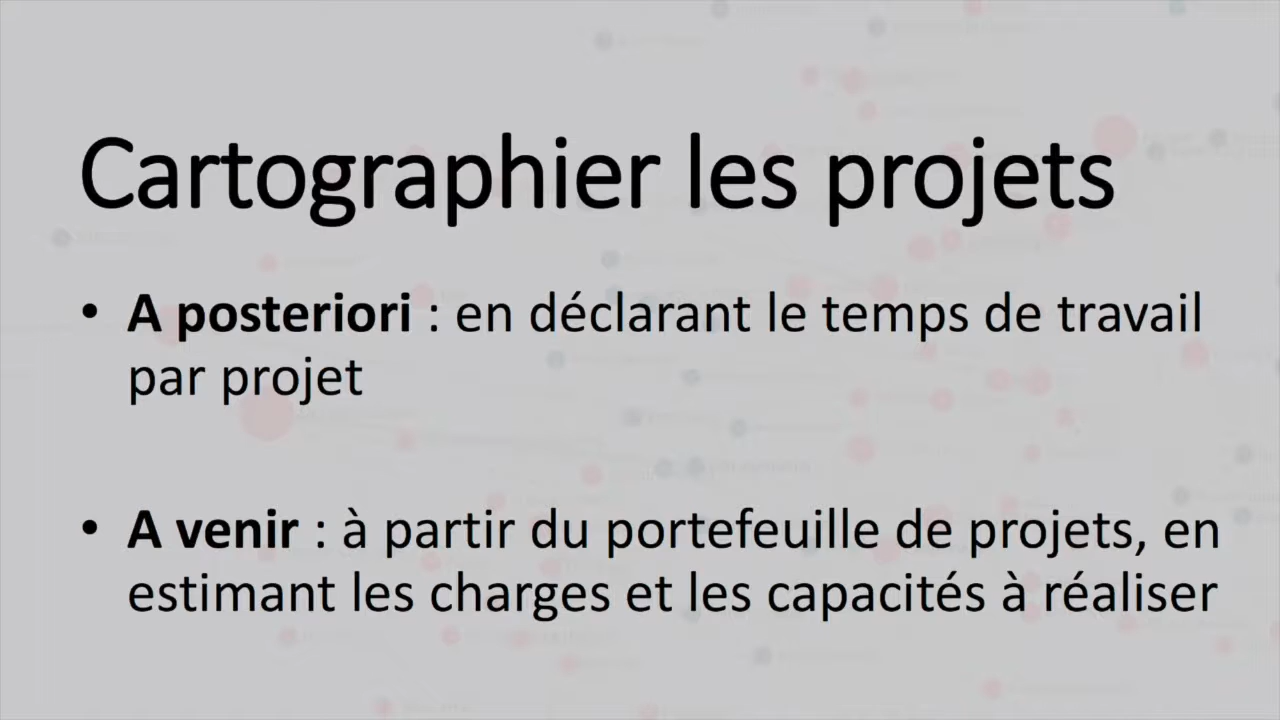 Cartographier les projets
• A posteriori : en déclarant le temps de travail
par projet
• A venir : à partir du portefeuille de projets, en
estimant les charges et les capacités à réaliser